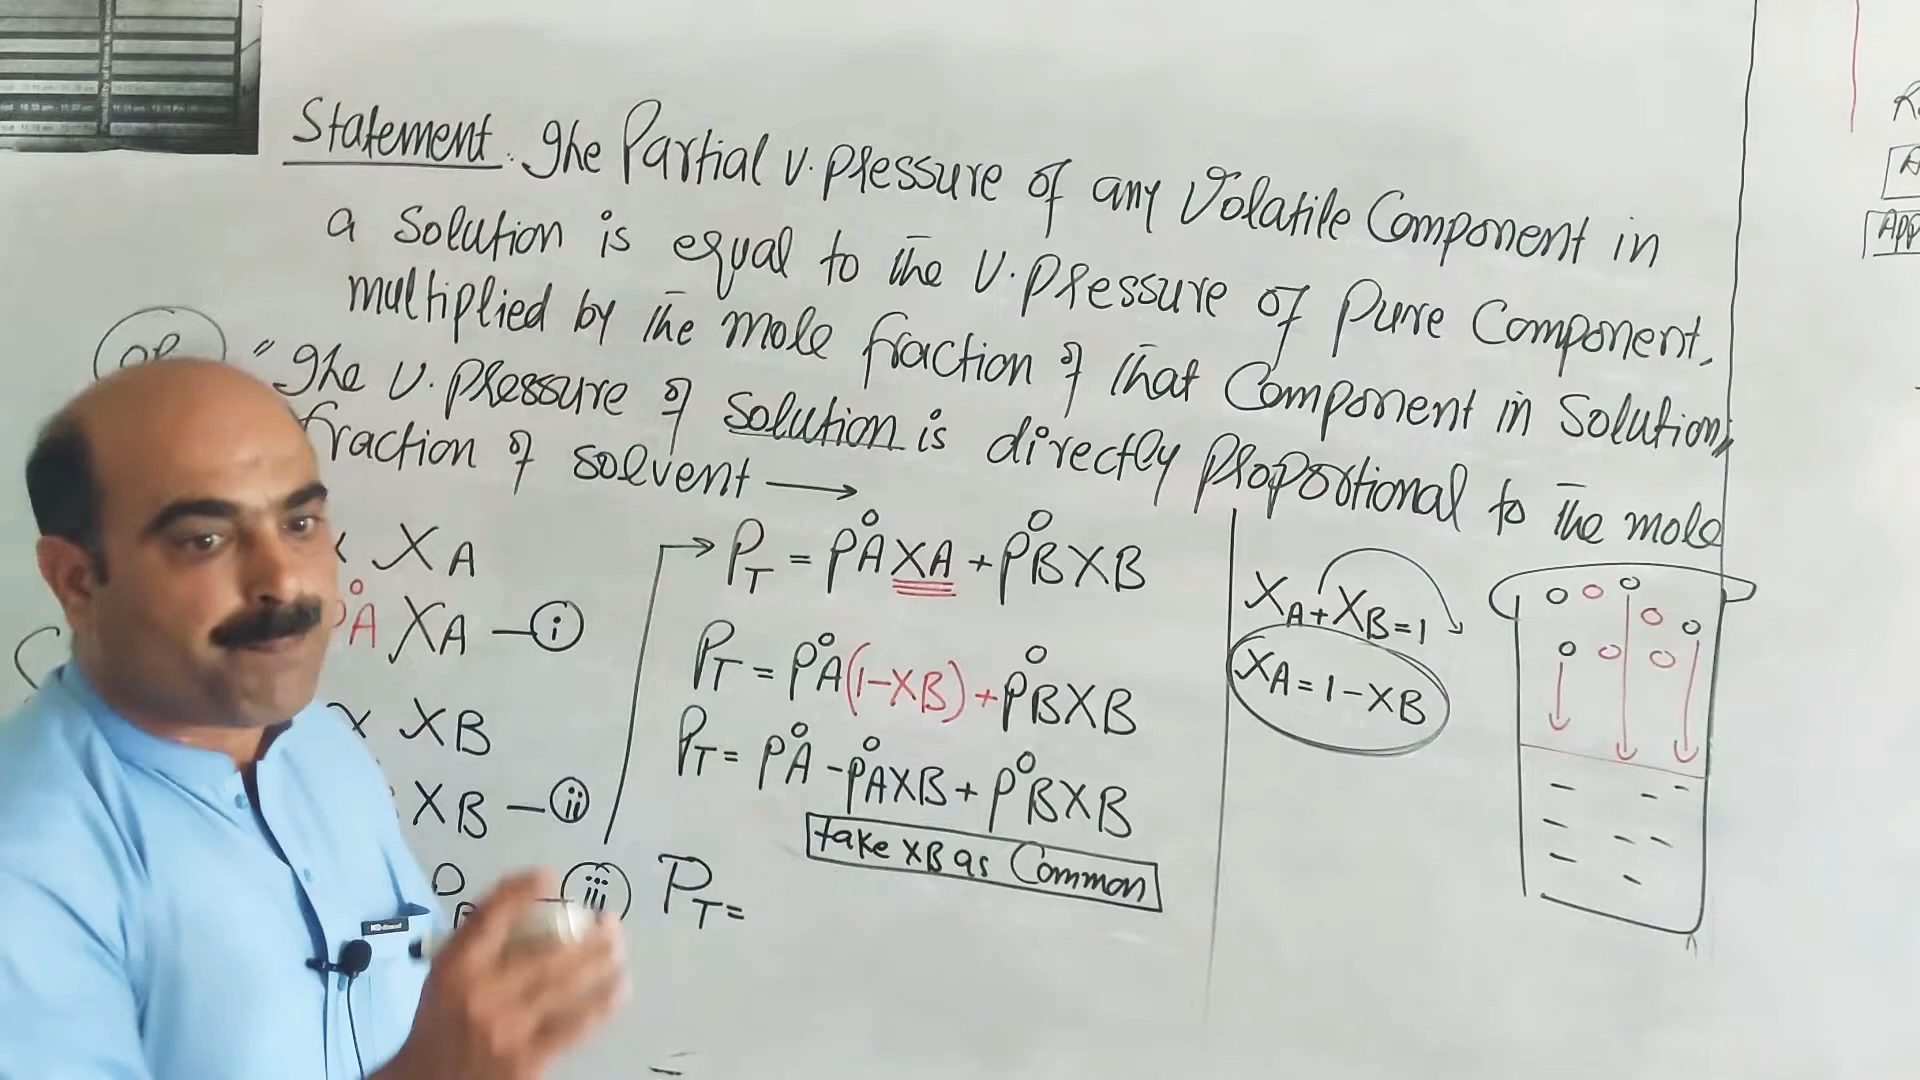 Statement. The Partial V. Pressure of any Volatile Component in
a Solution is equal to the V. Pressure of Pure Component,
multiplied by the mole fraction of that Component in Solution,,
OR
"The V. Pressure of Solution is directly Proportional to the mole
fraction of solvent →
XA
P°A XA — i
XB
XB — ii
iii
PT = P°AXA + P°BXB
PT = P°A(1-XB) + P°BXB
PT = P°A - P°AXB + P°BXB
take XB as Common
PT =
XA + XB = 1
XA = 1 - XB
APP